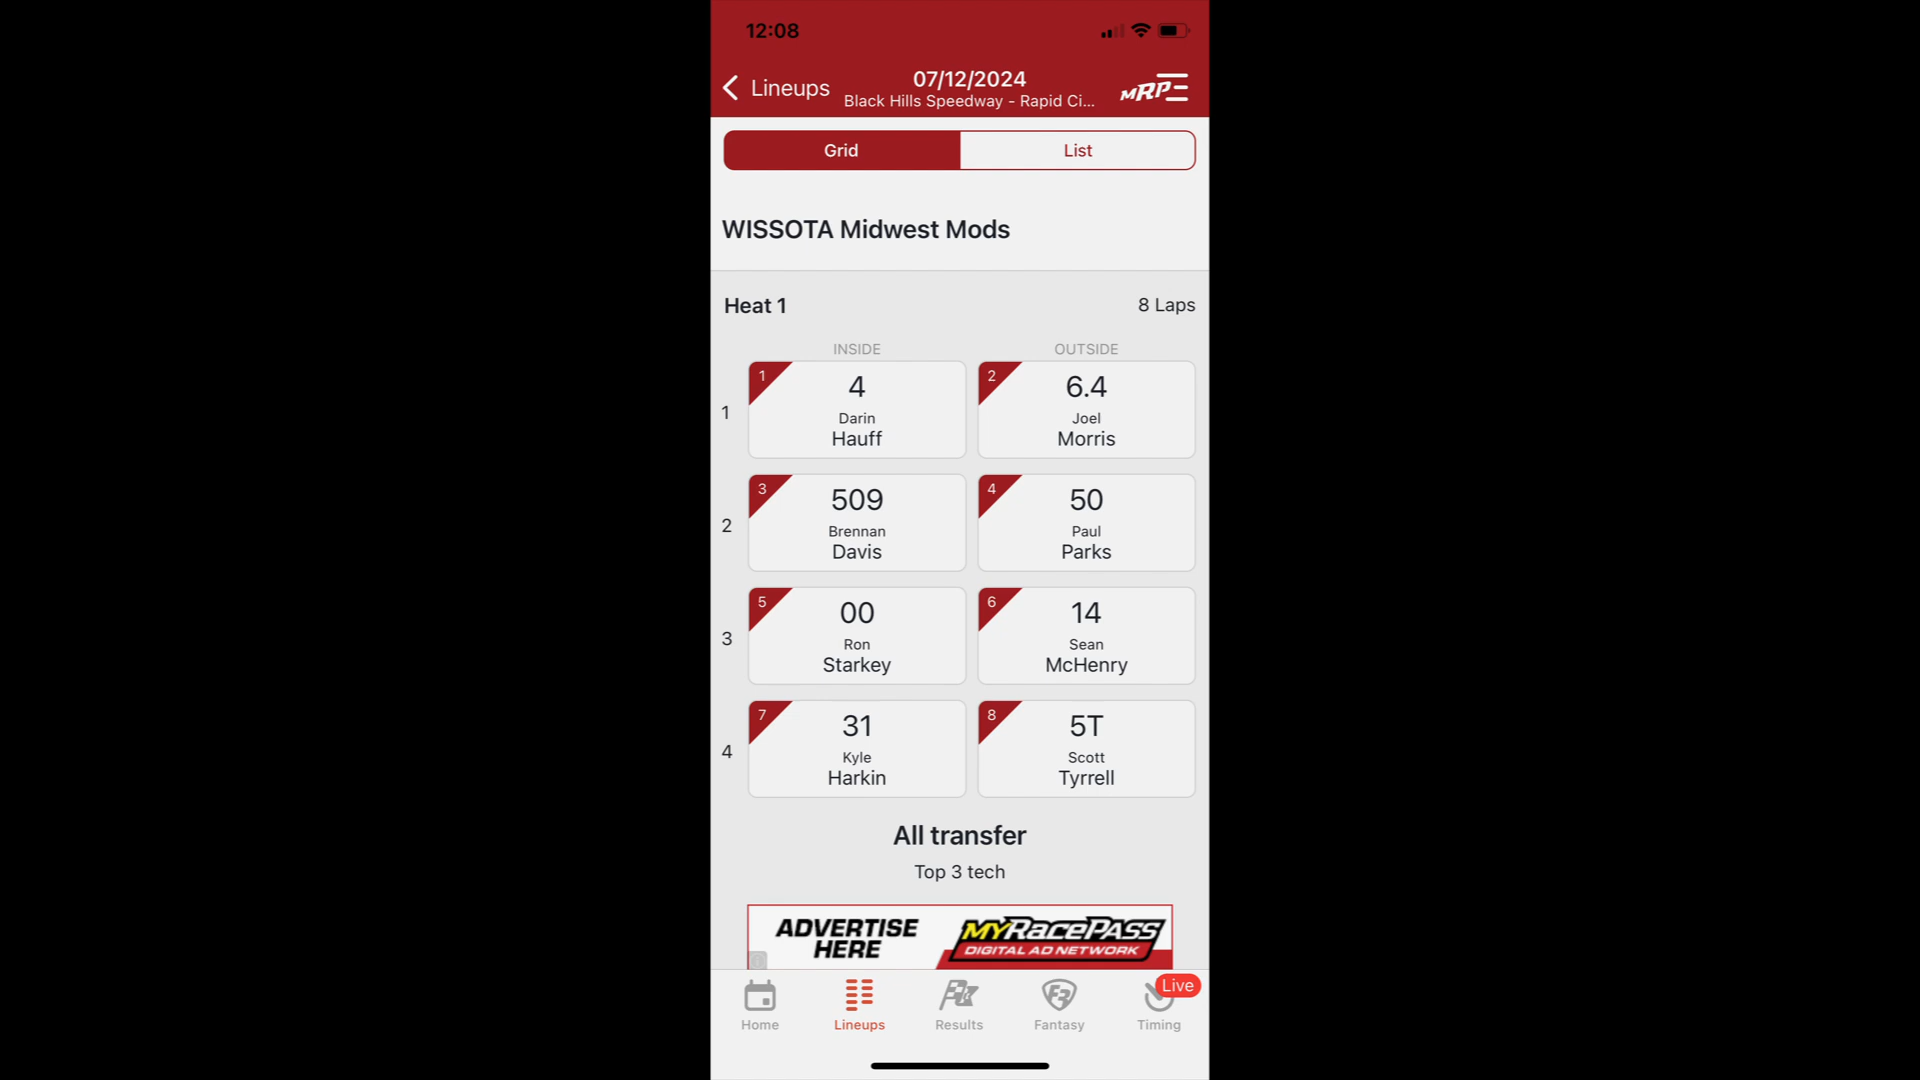 12:08
Lineups
07/12/2024
Black Hills Speedway - Rapid Ci...
MRP
Grid
List
WISSOTA Midwest Mods
Heat 1
8 Laps
INSIDE
OUTSIDE
1
1
4
Darin
Hauff
2
6.4
Joel
Morris
2
3
509
Brennan
Davis
4
50
Paul
Parks
3
5
00
Ron
Starkey
6
14
Sean
McHenry
4
7
31
Kyle
Harkin
8
5T
Scott
Tyrrell
All transfer
Top 3 tech
ADVERTISE
HERE
MYRACEPASS
DIGITAL AD NETWORK
Home
Lineups
Results
F3
Fantasy
Live
Timing